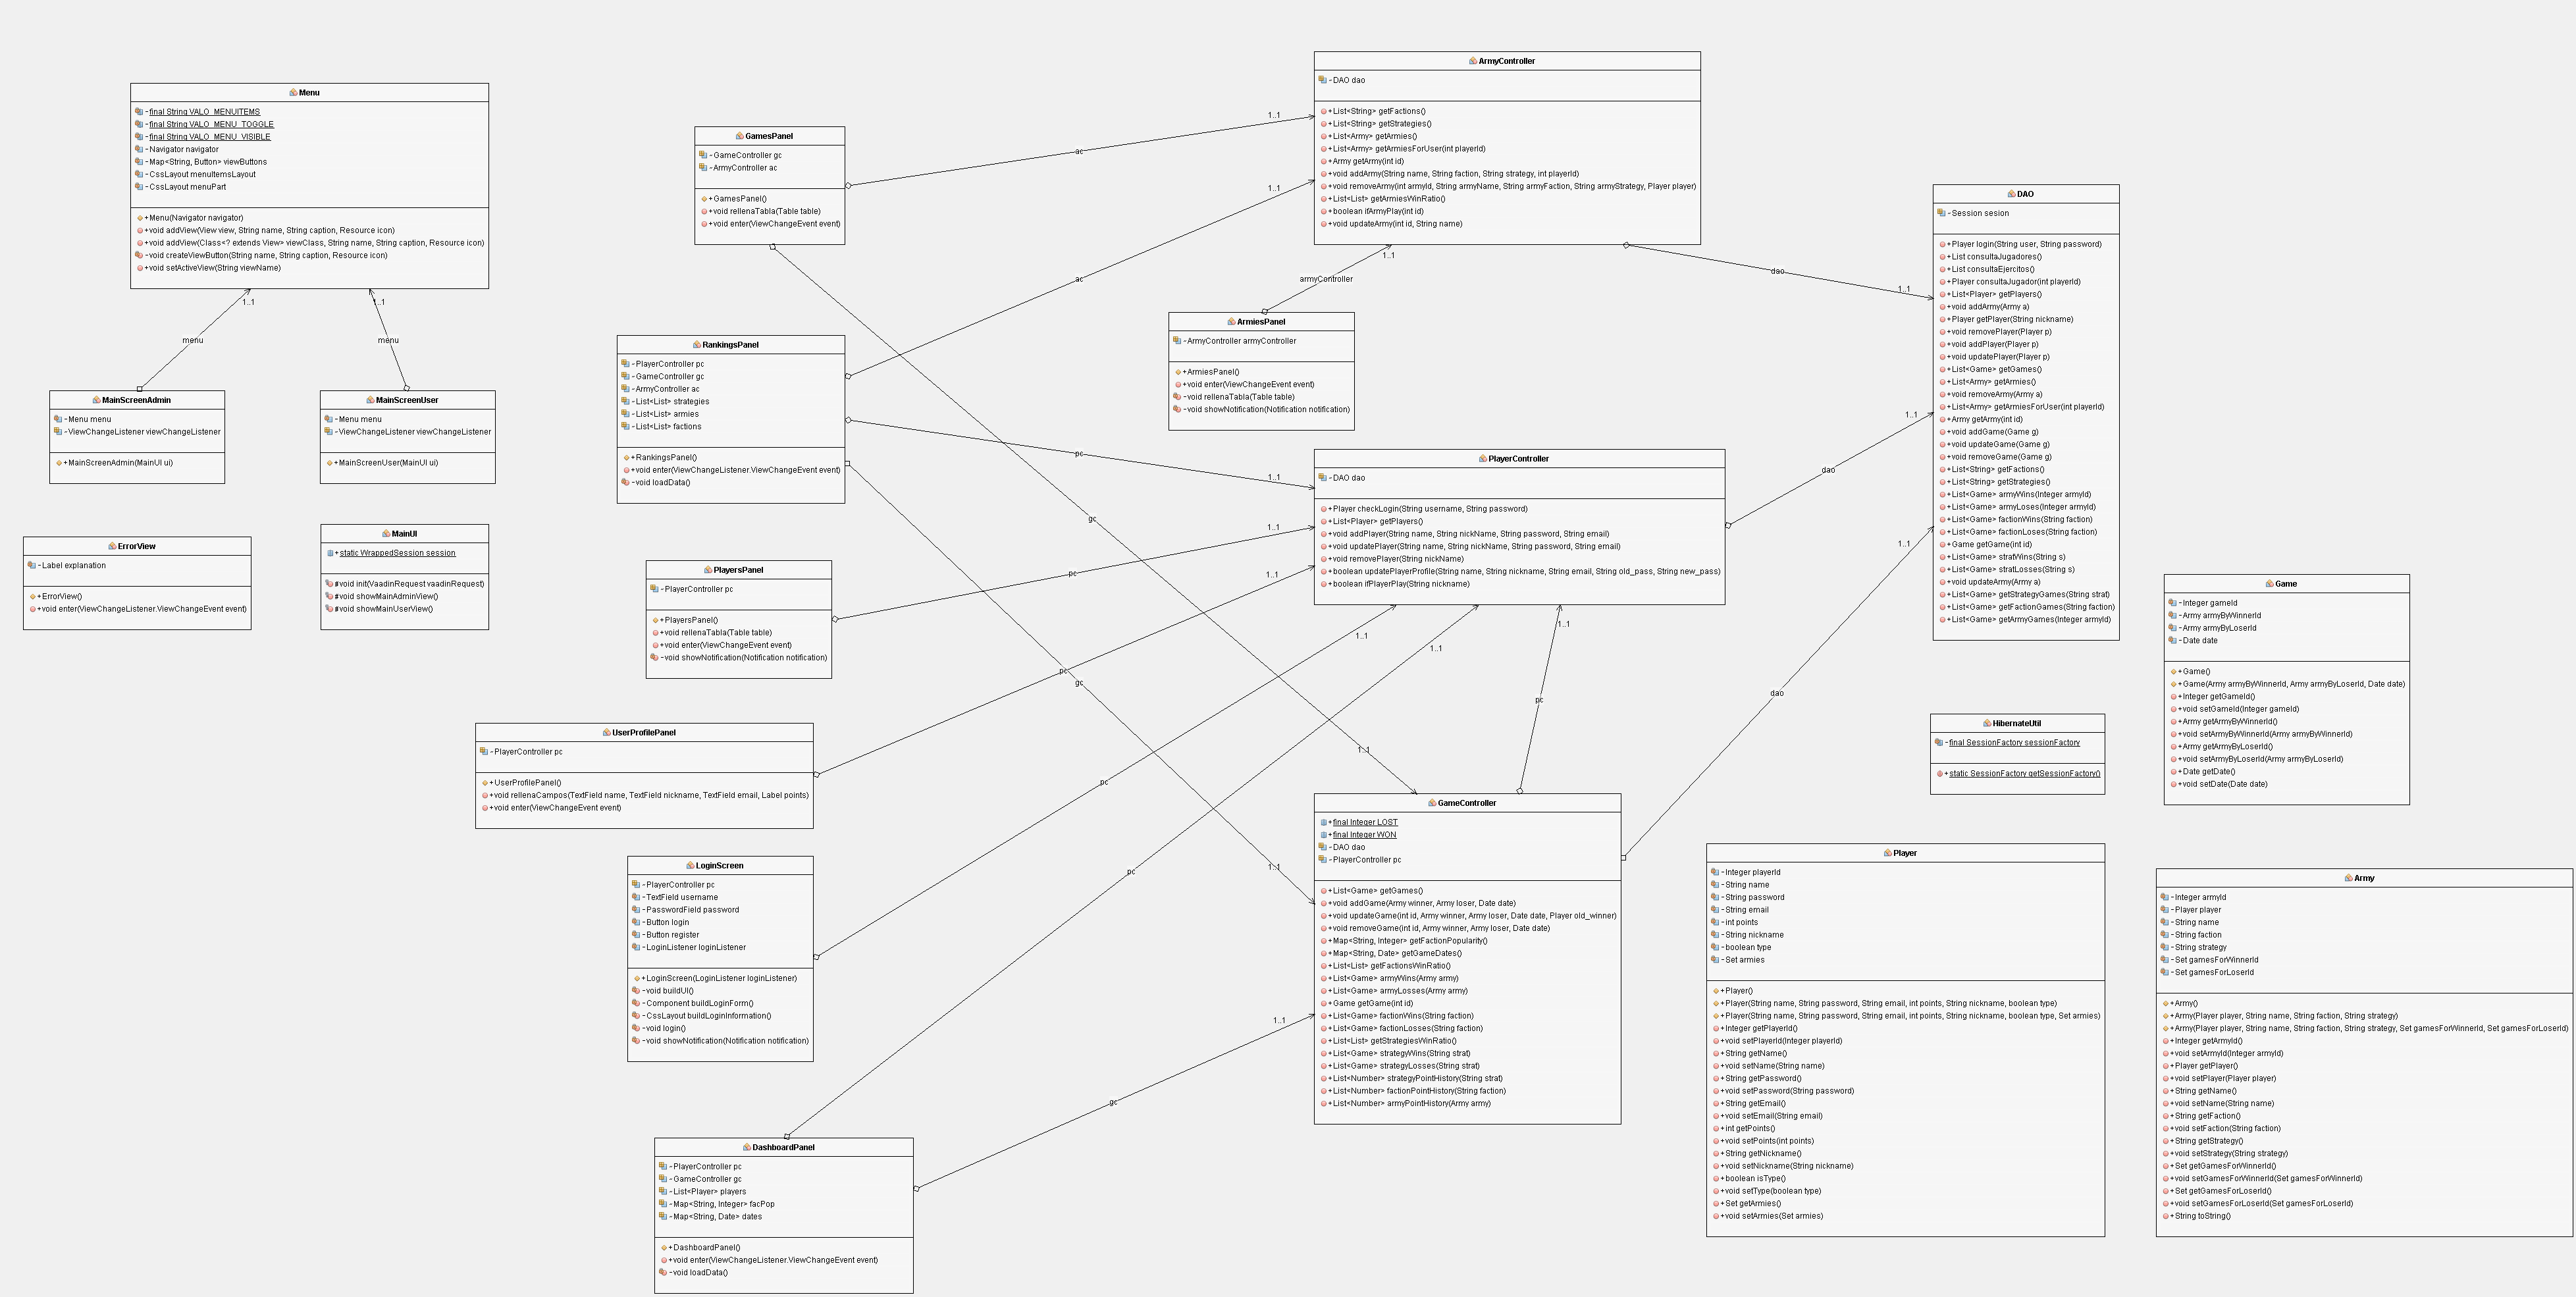 Menu
-final String VALO_MENUITEMS
-final String VALO_MENU_TOGGLE
-final String VALO_MENU_VISIBLE
-Navigator navigator
-Map<String, Button> viewButtons
-CssLayout menuItemsLayout
-CssLayout menuPart
+Menu(Navigator navigator)
+void addView(View view, String name, String caption, Resource icon)
+void addView(Class<? extends View> viewClass, String name, String caption, Resource icon)
-void createViewButton(String name, String caption, Resource icon)
+void setActiveView(String viewName)
1..1
1..1
menu
menu
MainScreenAdmin
-Menu menu
-ViewChangeListener viewChangeListener
+MainScreenAdmin(MainUI ui)
MainScreenUser
-Menu menu
-ViewChangeListener viewChangeListener
+MainScreenUser(MainUI ui)
ErrorView
-Label explanation
+ErrorView()
+void enter(ViewChangeListener.ViewChangeEvent event)
MainUI
+static WrappedSession session
#void init(VaadinRequest vaadinRequest)
#void showMainAdminView()
#void showMainUserView()
GamesPanel
-GameController gc
-ArmyController ac
+GamesPanel()
+void rellenaTabla(Table table)
+void enter(ViewChangeEvent event)
RankingsPanel
-PlayerController pc
-GameController gc
-ArmyController ac
-List<List> strategies
-List<List> armies
-List<List> factions
+RankingsPanel()
+void enter(ViewChangeListener.ViewChangeEvent event)
-void loadData()
PlayersPanel
-PlayerController pc
+PlayersPanel()
+void rellenaTabla(Table table)
+void enter(ViewChangeEvent event)
-void showNotification(Notification notification)
UserProfilePanel
-PlayerController pc
+UserProfilePanel()
+void rellenaCampos(TextField name, TextField nickname, TextField email, Label points)
+void enter(ViewChangeEvent event)
LoginScreen
-PlayerController pc
-TextField username
-PasswordField password
-Button login
-Button register
-LoginListener loginListener
+LoginScreen(LoginListener loginListener)
-void buildUI()
-Component buildLoginForm()
-CssLayout buildLoginInformation()
-void login()
-void showNotification(Notification notification)
DashboardPanel
-PlayerController pc
-GameController gc
-List<Player> players
-Map<String, Integer> facPop
-Map<String, Date> dates
+DashboardPanel()
+void enter(ViewChangeListener.ViewChangeEvent event)
-void loadData()
ac
1..1
ac
1..1
gc
1..1
pc
1..1
pc
1..1
pc
1..1
gc
1..1
pc
1..1
pc
1..1
gc
1..1
pc
1..1
armyController
1..1
dao
1..1
dao
1..1
dao
1..1
ArmyController
-DAO dao
+List<String> getFactions()
+List<String> getStrategies()
+List<Army> getArmies()
+List<Army> getArmiesForUser(int playerId)
+Army getArmy(int id)
+void addArmy(String name, String faction, String strategy, int playerId)
+void removeArmy(int armyId, String armyName, String armyFaction, String armyStrategy, Player player)
+List<List> getArmiesWinRatio()
+boolean ifArmyPlay(int id)
+void updateArmy(int id, String name)
ArmiesPanel
-ArmyController armyController
+ArmiesPanel()
+void enter(ViewChangeEvent event)
-void rellenaTabla(Table table)
-void showNotification(Notification notification)
PlayerController
-DAO dao
+Player checkLogin(String username, String password)
+List<Player> getPlayers()
+void addPlayer(String name, String nickName, String password, String email)
+void updatePlayer(String name, String nickName, String password, String email)
+void removePlayer(String nickName)
+boolean updatePlayerProfile(String name, String nickname, String email, String old_pass, String new_pass)
+boolean ifPlayerPlay(String nickname)
GameController
+final Integer LOST
+final Integer WON
-DAO dao
-PlayerController pc
+List<Game> getGames()
+void addGame(Army winner, Army loser, Date date)
+void updateGame(int id, Army winner, Army loser, Date date, Player old_winner)
+void removeGame(int id, Army winner, Army loser, Date date)
+Map<String, Integer> getFactionPopularity()
+Map<String, Date> getGameDates()
+List<List> getFactionsWinRatio()
+List<Game> armyWins(Army army)
+List<Game> armyLosses(Army army)
+Game getGame(int id)
+List<Game> factionWins(String faction)
+List<Game> factionLosses(String faction)
+List<List> getStrategiesWinRatio()
+List<Game> strategyWins(String strat)
+List<Game> strategyLosses(String strat)
+List<Number> strategyPointHistory(String strat)
+List<Number> factionPointHistory(String faction)
+List<Number> armyPointHistory(Army army)
DAO
-Session sesion
+Player login(String user, String password)
+List consultaJugadores()
+List consultaEjercitos()
+Player consultaJugador(int playerId)
+List<Player> getPlayers()
+void addArmy(Army a)
+Player getPlayer(String nickname)
+void removePlayer(Player p)
+void addPlayer(Player p)
+void updatePlayer(Player p)
+List<Game> getGames()
+List<Army> getArmies()
+void removeArmy(Army a)
+List<Army> getArmiesForUser(int playerId)
+Army getArmy(int id)
+void addGame(Game g)
+void updateGame(Game g)
+void removeGame(Game g)
+List<String> getFactions()
+List<String> getStrategies()
+List<Game> armyWins(Integer armyId)
+List<Game> armyLoses(Integer armyId)
+List<Game> factionWins(String faction)
+List<Game> factionLoses(String faction)
+Game getGame(int id)
+List<Game> stratWins(String s)
+List<Game> stratLosses(String s)
+void updateArmy(Army a)
+List<Game> getStrategyGames(String strat)
+List<Game> getFactionGames(String faction)
+List<Game> getArmyGames(Integer armyId)
HibernateUtil
-final SessionFactory sessionFactory
+static SessionFactory getSessionFactory()
Game
-Integer gameId
-Army armyByWinnerId
-Army armyByLoserId
-Date date
+Game()
+Game(Army armyByWinnerId, Army armyByLoserId, Date date)
+Integer getGameId()
+void setGameId(Integer gameId)
+Army getArmyByWinnerId()
+void setArmyByWinnerId(Army armyByWinnerId)
+Army getArmyByLoserId()
+void setArmyByLoserId(Army armyByLoserId)
+Date getDate()
+void setDate(Date date)
Player
-Integer playerId
-String name
-String password
-String email
-int points
-String nickname
-boolean type
-Set armies
+Player()
+Player(String name, String password, String email, int points, String nickname, boolean type)
+Player(String name, String password, String email, int points, String nickname, boolean type, Set armies)
+Integer getPlayerId()
+void setPlayerId(Integer playerId)
+String getName()
+void setName(String name)
+String getPassword()
+void setPassword(String password)
+String getEmail()
+void setEmail(String email)
+int getPoints()
+void setPoints(int points)
+String getNickname()
+void setNickname(String nickname)
+boolean isType()
+void setType(boolean type)
+Set getArmies()
+void setArmies(Set armies)
Army
-Integer armyId
-Player player
-String name
-String faction
-String strategy
-Set gamesForWinnerId
-Set gamesForLoserId
+Army()
+Army(Player player, String name, String faction, String strategy)
+Army(Player player, String name, String faction, String strategy, Set gamesForWinnerId, Set gamesForLoserId)
+Integer getArmyId()
+void setArmyId(Integer armyId)
+Player getPlayer()
+void setPlayer(Player player)
+String getName()
+void setName(String name)
+String getFaction()
+void setFaction(String faction)
+String getStrategy()
+void setStrategy(String strategy)
+Set getGamesForWinnerId()
+void setGamesForWinnerId(Set gamesForWinnerId)
+Set getGamesForLoserId()
+void setGamesForLoserId(Set gamesForLoserId)
+String toString()